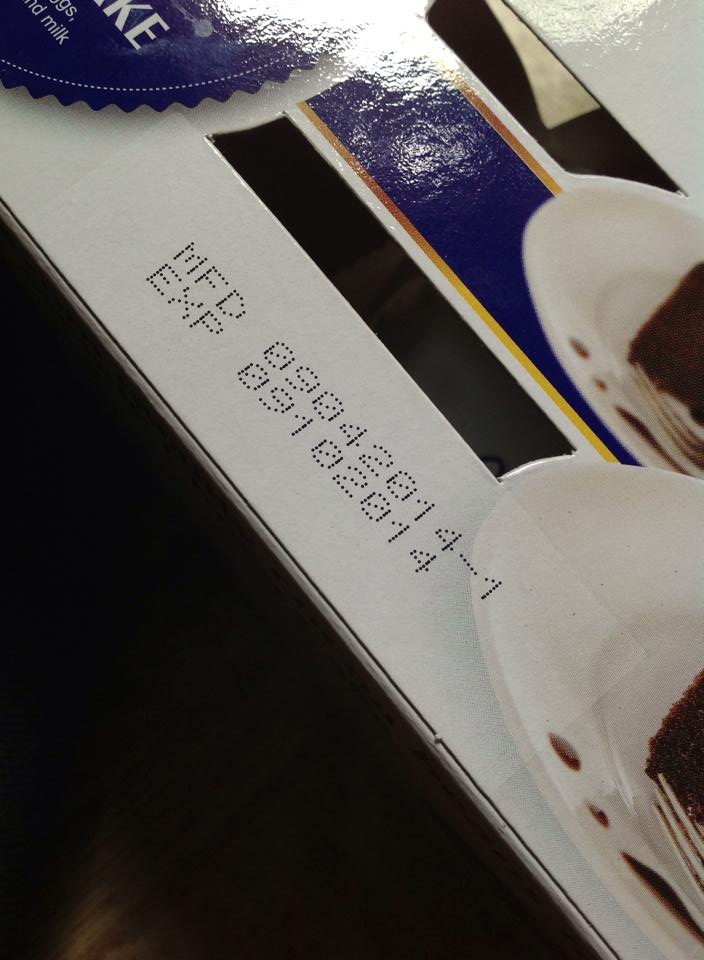 AKE
ggs,
nd milk
MFD 09042014-1
EXP 09102014